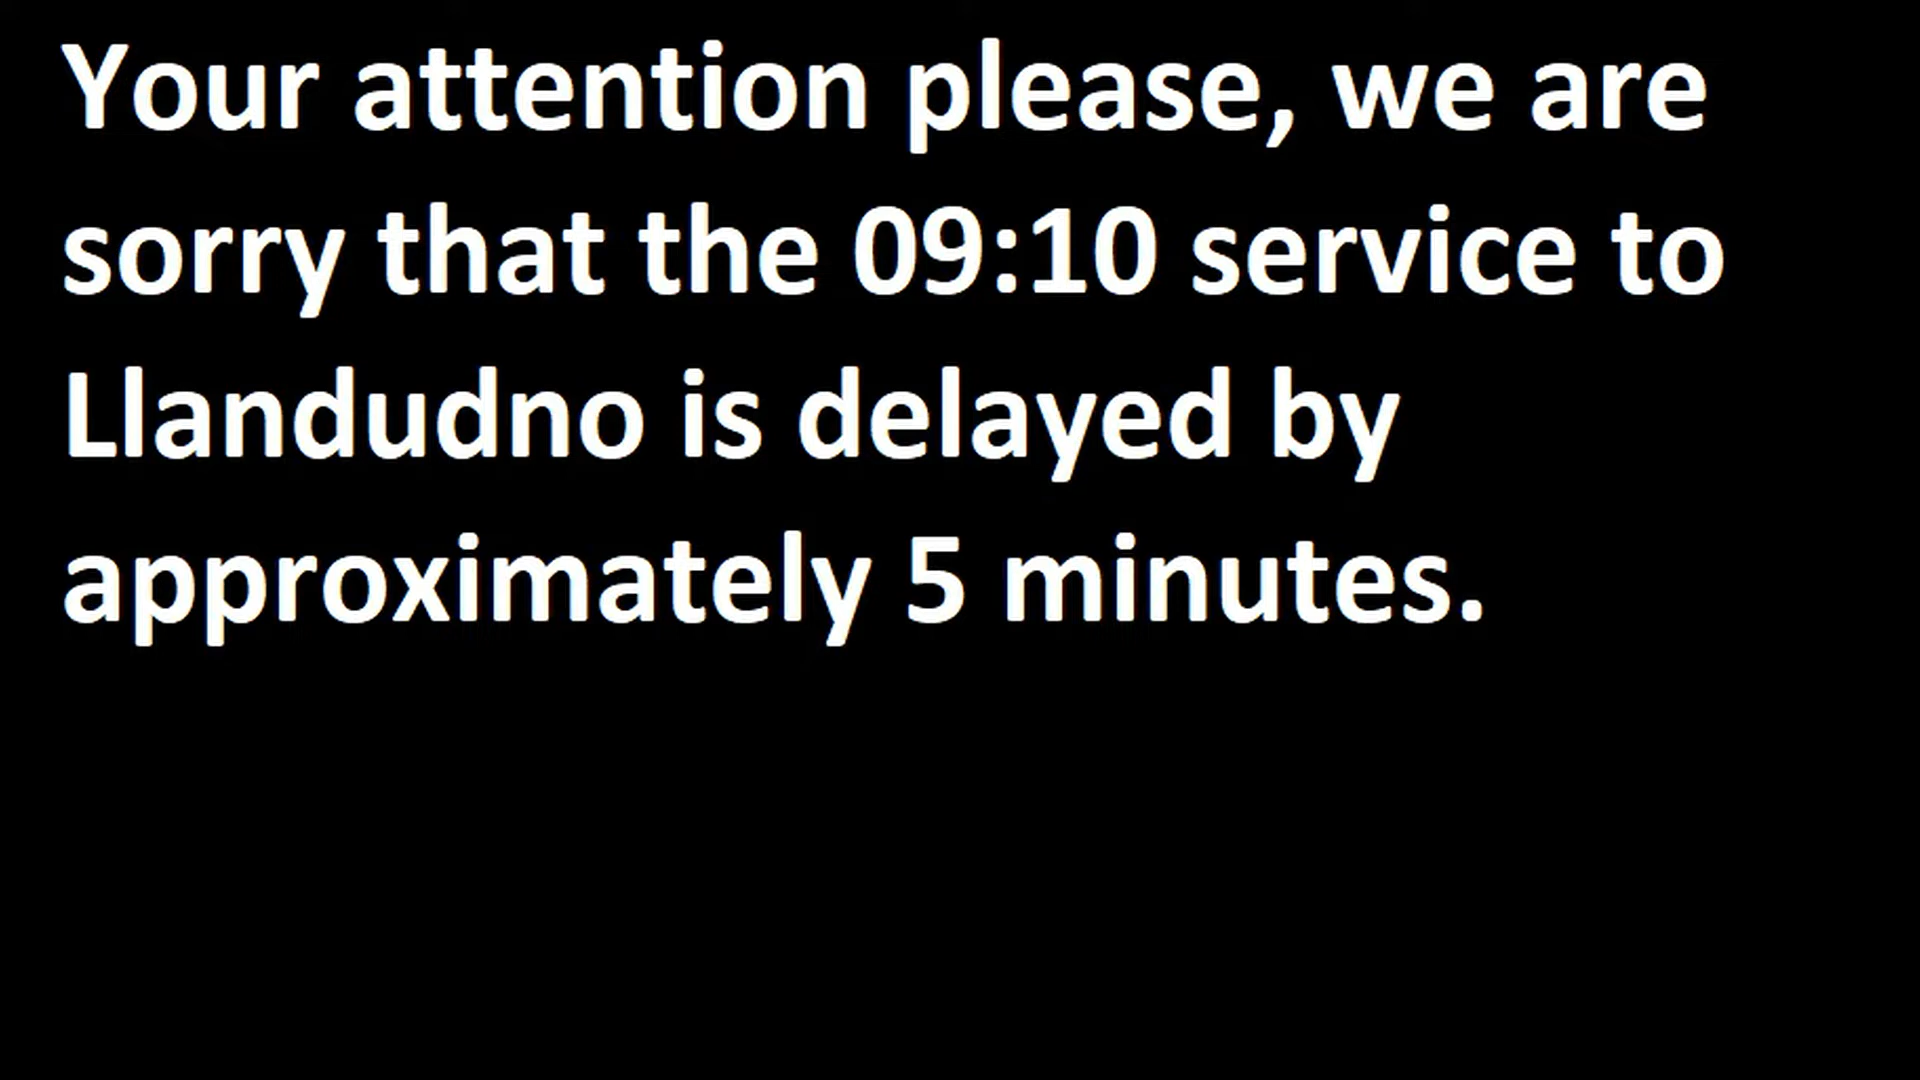 Your attention please, we are
sorry that the 09:10 service to
Llandudno is delayed by
approximately 5 minutes.